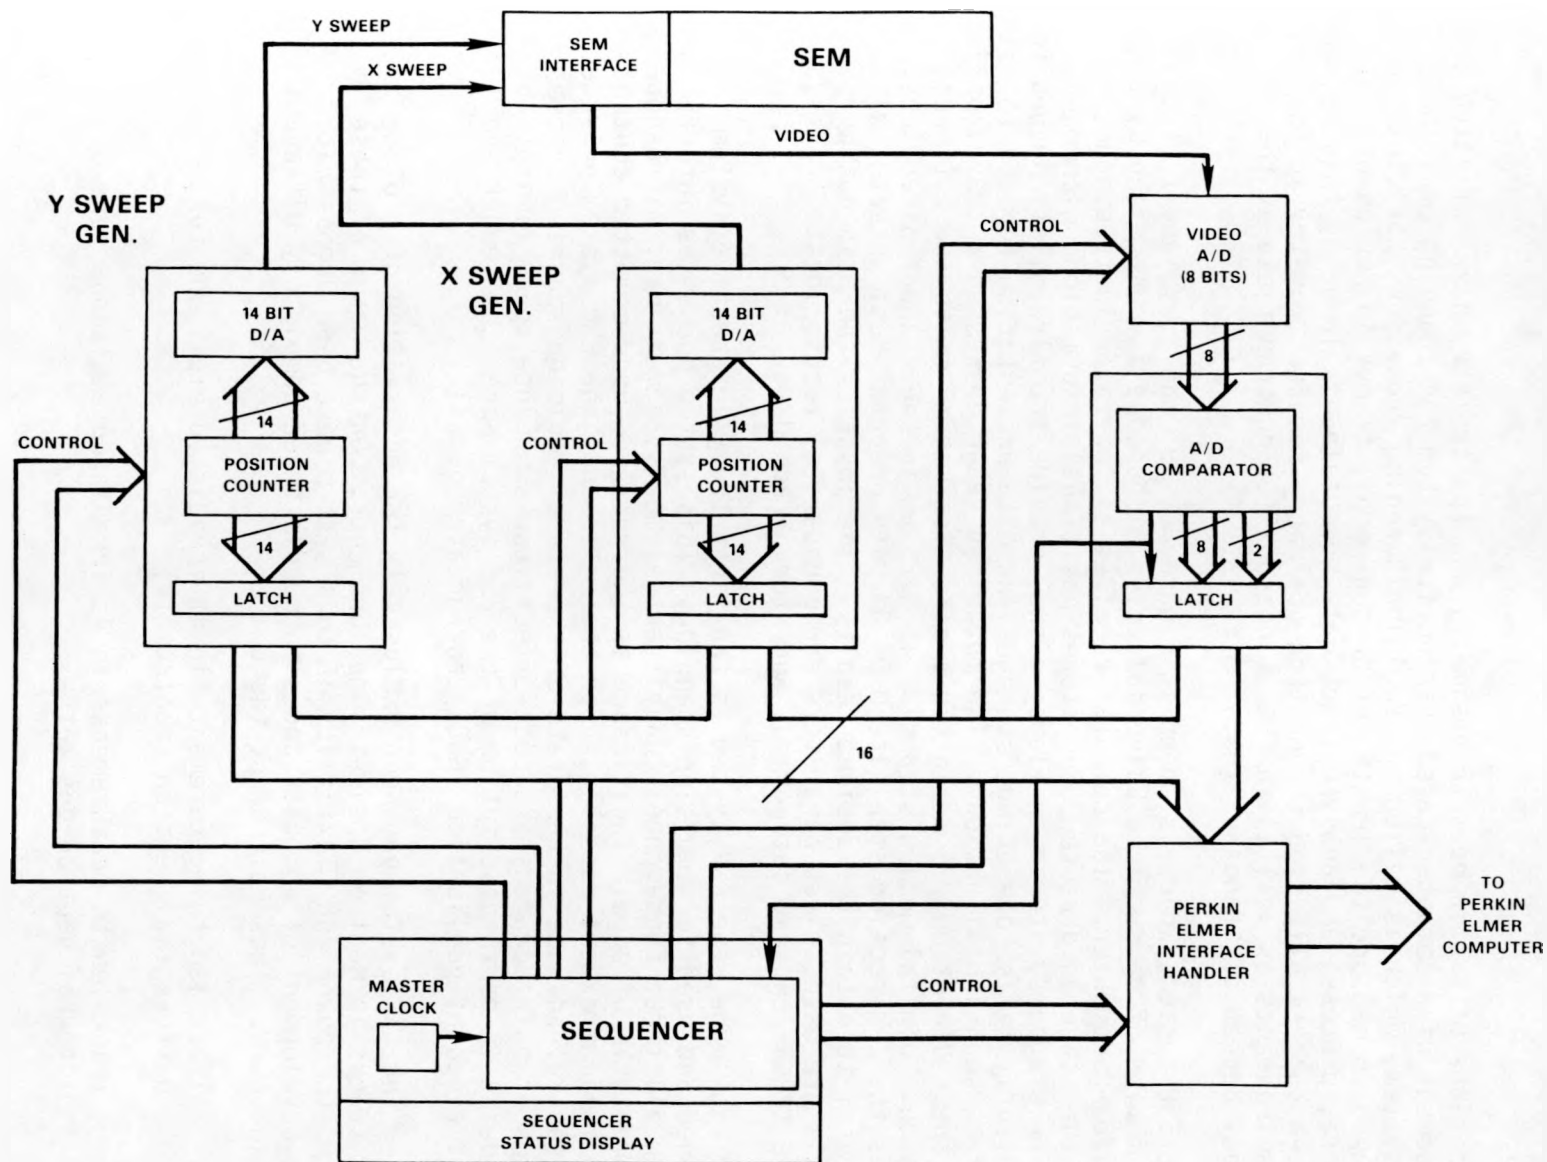 Y SWEEP
X SWEEP
SEM
INTERFACE
SEM
VIDEO
Y SWEEP
GEN.
X SWEEP
GEN.
CONTROL
VIDEO
A/D
(8 BITS)
14 BIT
D/A
14 BIT
D/A
8
14
14
CONTROL
CONTROL
POSITION
COUNTER
POSITION
COUNTER
A/D
COMPARATOR
14
14
8
2
LATCH
LATCH
LATCH
16
PERKIN
ELMER
INTERFACE
HANDLER
TO
PERKIN
ELMER
COMPUTER
MASTER
CLOCK
SEQUENCER
CONTROL
SEQUENCER
STATUS DISPLAY